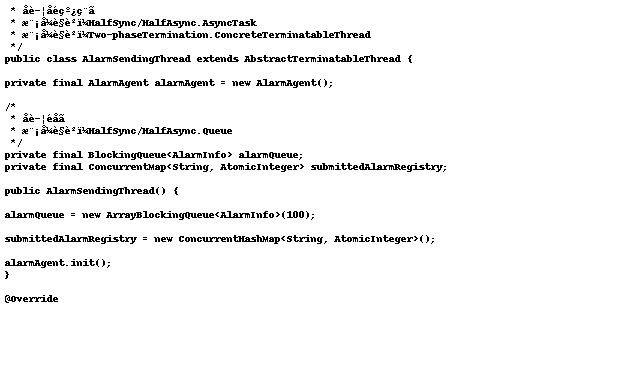 * åè-¦åèç°¿ç¨ã
* æ¨¡å¼è§è²ï¼HalfSync/HalfAsync.AsyncTask
* æ¨¡å¼è§è²ï¼Two-phaseTermination.ConcreteTerminatableThread
*/
public class AlarmSendingThread extends AbstractTerminatableThread {
private final AlarmAgent alarmAgent = new AlarmAgent();
/*
* åè-¦éåã
* æ¨¡å¼è§è²ï¼HalfSync/HalfAsync.Queue
*/
private final BlockingQueue<AlarmInfo> alarmQueue;
private final ConcurrentMap<String, AtomicInteger> submittedAlarmRegistry;
public AlarmSendingThread() {
alarmQueue = new ArrayBlockingQueue<AlarmInfo>(100);
submittedAlarmRegistry = new ConcurrentHashMap<String, AtomicInteger>();
alarmAgent.init();
}
@Override